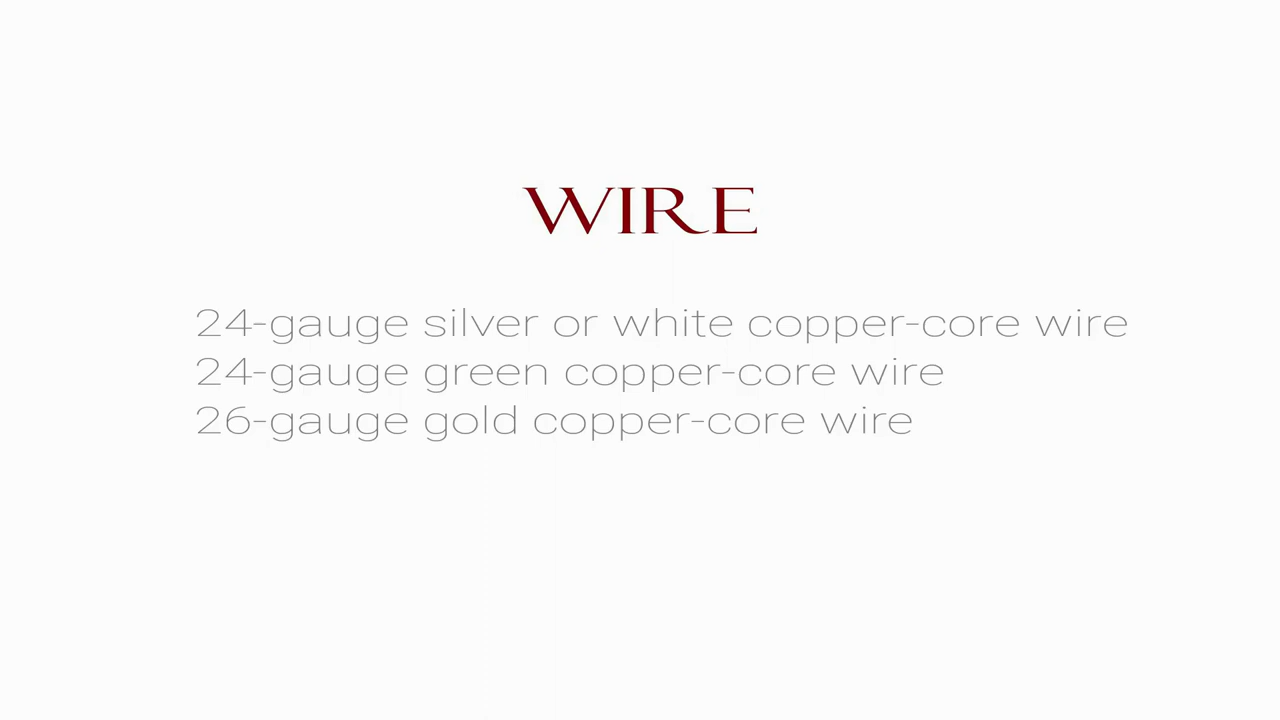 WIRE
24-gauge silver or white copper-core wire
24-gauge green copper-core wire
26-gauge gold copper-core wire